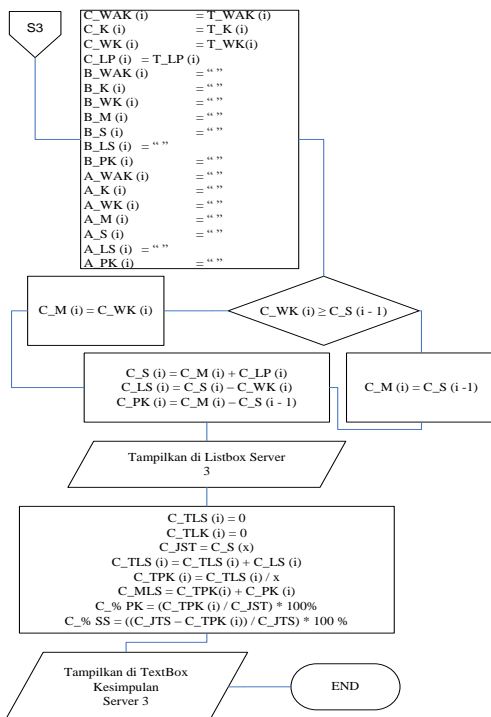 S3
C_WAK (i) = T_WAK (i)
C_K (i) = T_K (i)
C_WK (i) = T_WK(i)
C_LP (i) = T_LP (i)
B_WAK (i) = “ ”
B_K (i) = “ ”
B_WK (i) = “ ”
B_M (i) = “ ”
B_S (i) = “ ”
B_LS (i) = “ ”
B_PK (i) = “ ”
A_WAK (i) = “ ”
A_K (i) = “ ”
A_WK (i) = “ ”
A_M (i) = “ ”
A_S (i) = “ ”
A_LS (i) = “ ”
A_PK (i) = “ ”
C_WK (i) ≥ C_S (i - 1)
C_M (i) = C_WK (i)
C_M (i) = C_S (i -1)
C_S (i) = C_M (i) + C_LP (i)
C_LS (i) = C_S (i) – C_WK (i)
C_PK (i) = C_M (i) – C_S (i - 1)
Tampilkan di Listbox Server
3
C_TLS (i) = 0
C_TLK (i) = 0
C_JST = C_S (x)
C_TLS (i) = C_TLS (i) + C_LS (i)
C_TPK (i) = C_TLS (i) / x
C_MLS = C_TPK(i) + C_PK (i)
C_% PK = (C_TPK (i) / C_JST) * 100%
C_% SS = ((C_JTS – C_TPK (i)) / C_JTS) * 100 %
Tampilkan di TextBox
Kesimpulan
Server 3
END